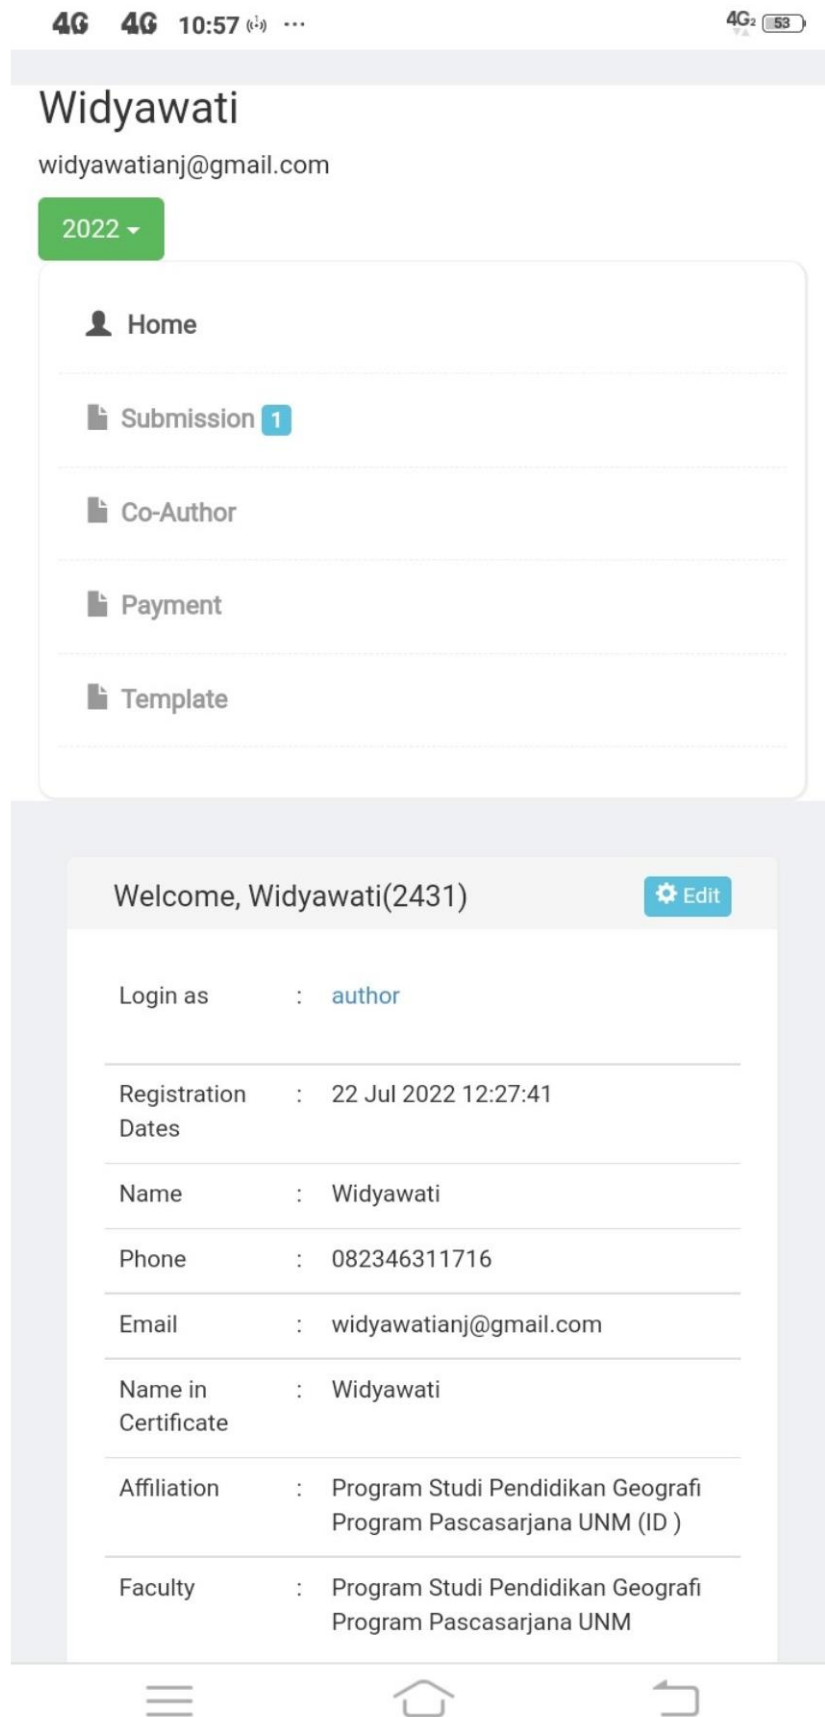 4G 4G 10:57 ... 4G2 53
Widyawati
widyawatianj@gmail.com
2022
Home
Submission 1
Co-Author
Payment
Template
Welcome, Widyawati(2431) Edit
Login as : author
Registration : 22 Jul 2022 12:27:41
Dates
Name : Widyawati
Phone : 082346311716
Email : widyawatianj@gmail.com
Name in : Widyawati
Certificate
Affiliation : Program Studi Pendidikan Geografi
Program Pascasarjana UNM (ID )
Faculty : Program Studi Pendidikan Geografi
Program Pascasarjana UNM